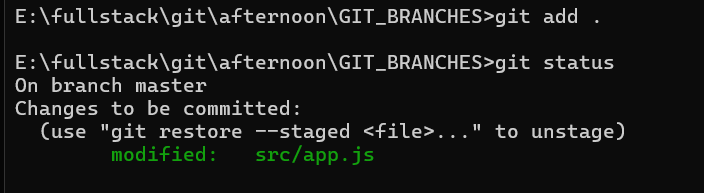 E:\fullstack\git\afternoon\GIT_BRANCHES>git add .
E:\fullstack\git\afternoon\GIT_BRANCHES>git status
On branch master
Changes to be committed:
  (use "git restore --staged <file>..." to unstage)
        modified:   src/app.js